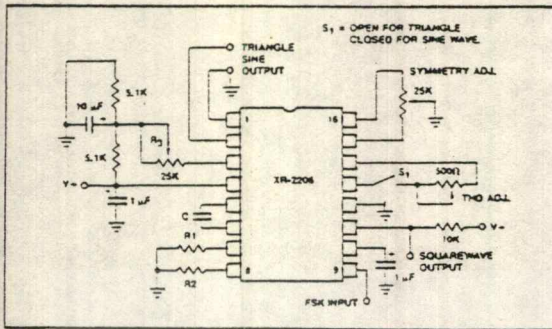 S₁ = OPEN FOR TRIANGLE
CLOSED FOR SINE WAVE
TRIANGLE
SINE
OUTPUT
SYMMETRY ADJ.
25K
10 µF
5.1K
5.1K
R3
25K
V+
1 µF
C
R1
R2
1
16
XR-2206
8
9
S₁
500Ω
THD ADJ.
10K
V+
SQUAREWAVE
OUTPUT
1 µF
FSK INPUT